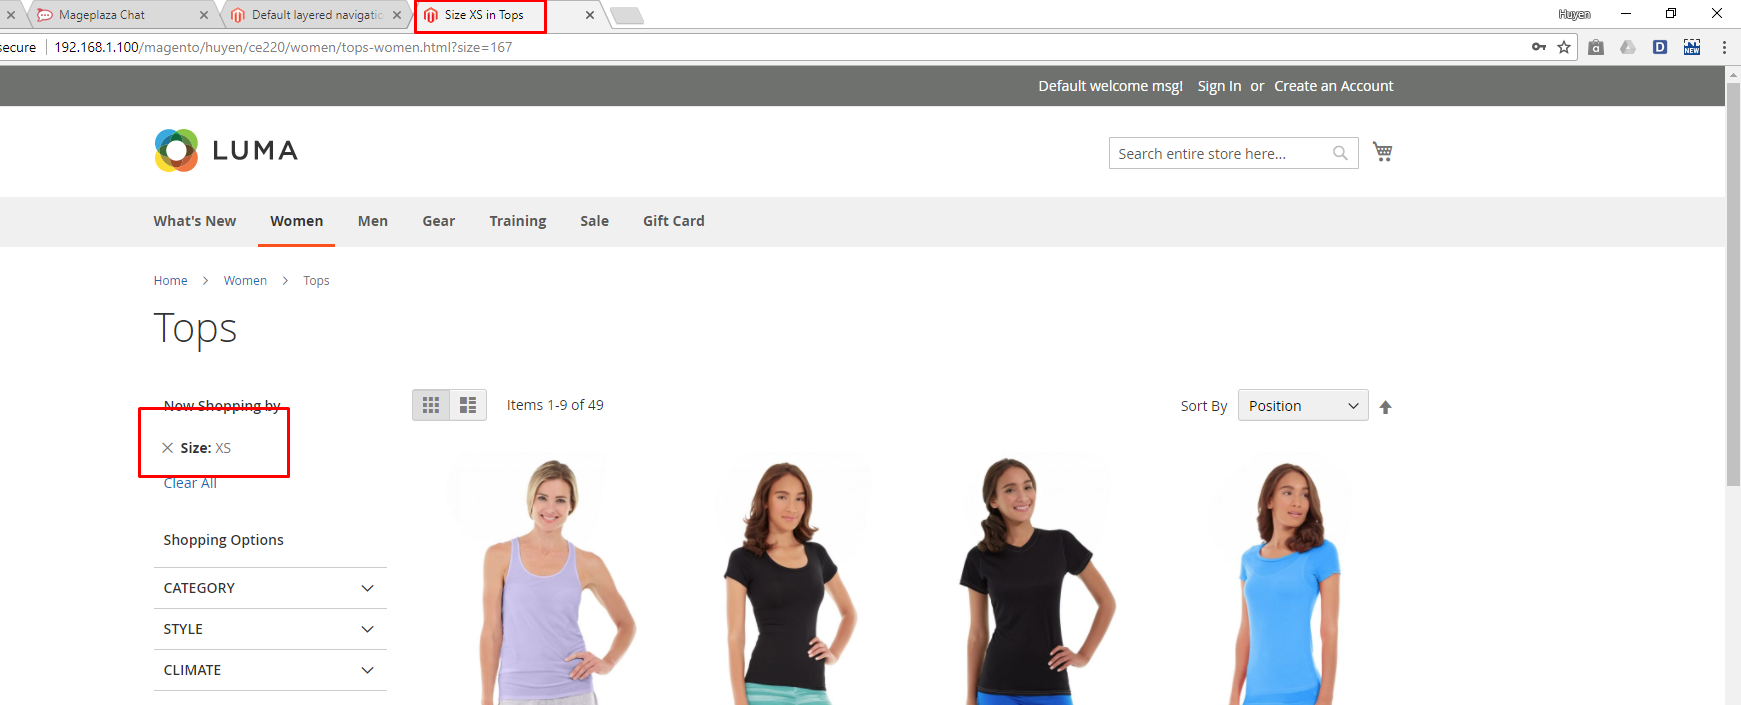 Mageplaza Chat
Default layered navigatio
Size XS in Tops
Huyen
secure 192.168.1.100/magento/huyen/ce220/women/tops-women.html?size=167
D
NEW
Default welcome msg! Sign In or Create an Account
LUMA
Search entire store here...
What's New Women Men Gear Training Sale Gift Card
Home > Women > Tops
Tops
Now Shopping by
Size: XS
Clear All
Items 1-9 of 49
Sort By Position
Shopping Options
CATEGORY
STYLE
CLIMATE